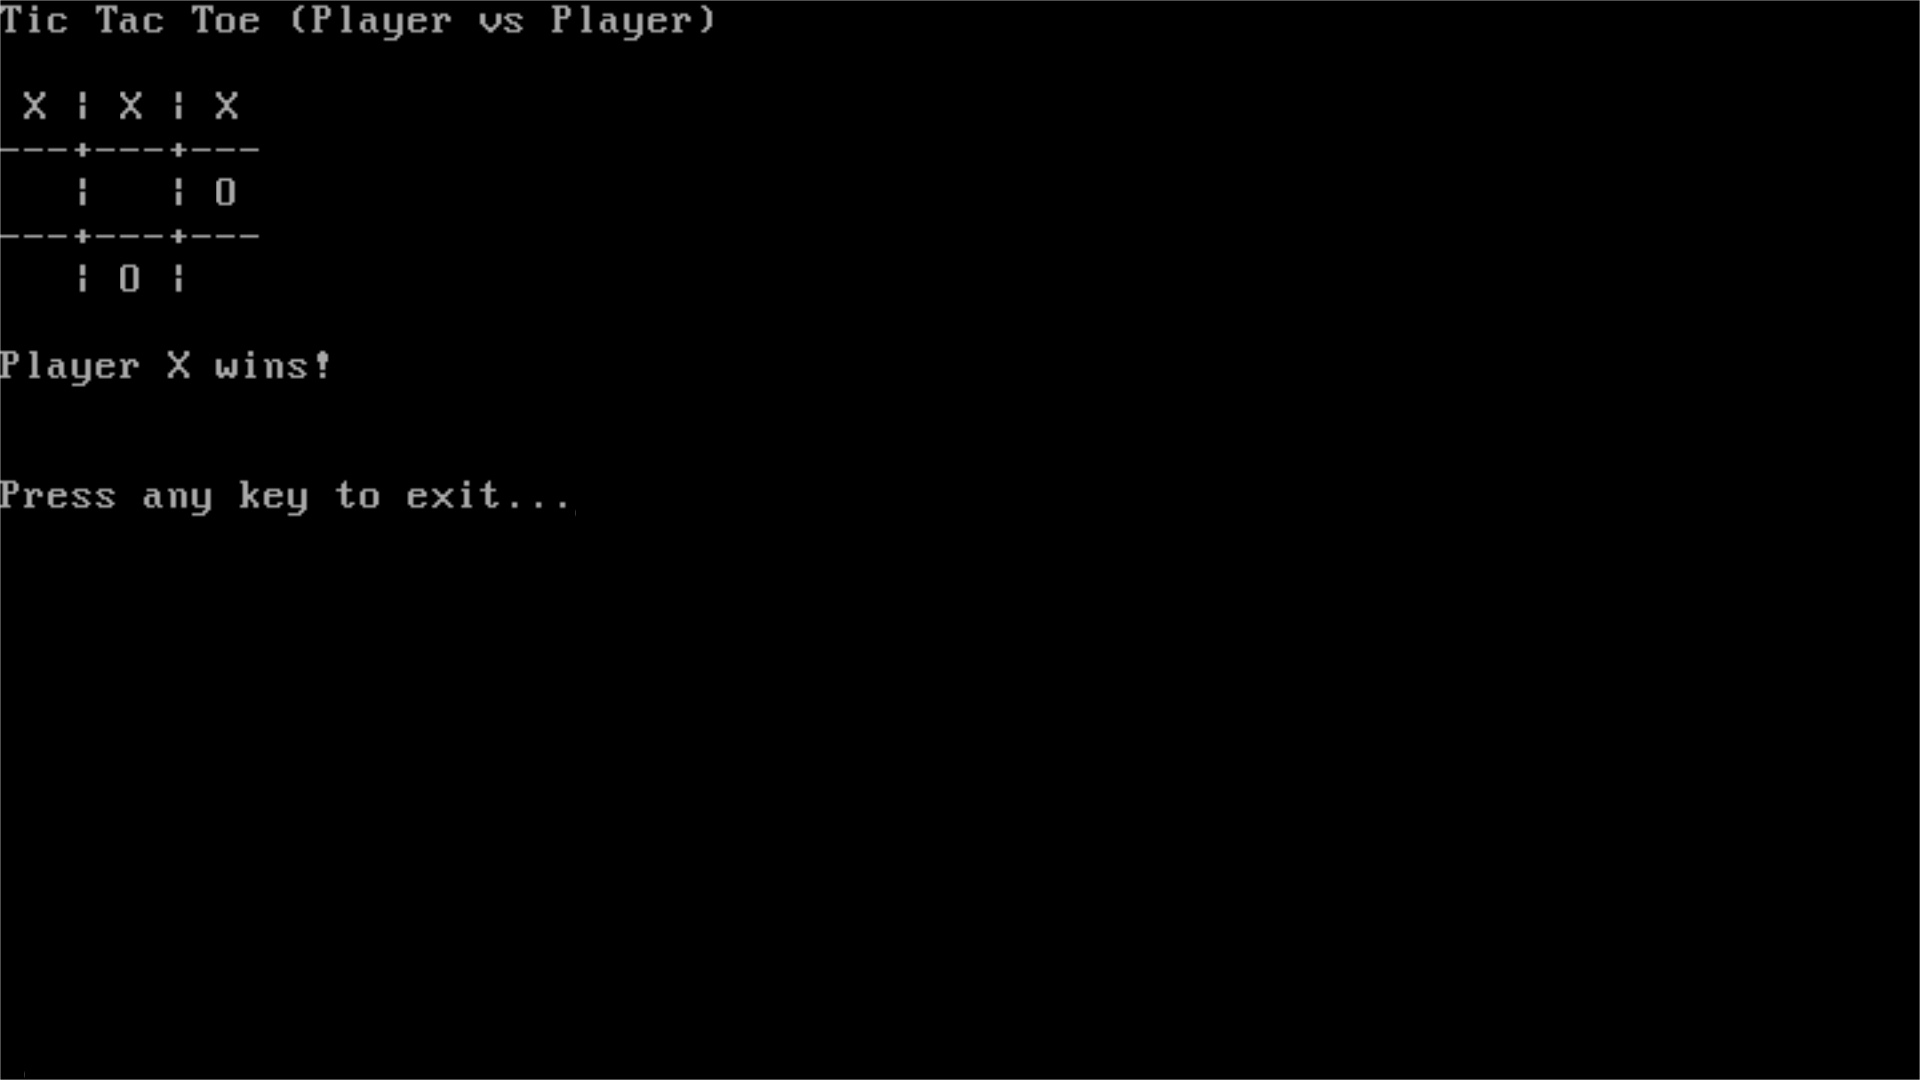 Tic Tac Toe (Player vs Player)
 X | X | X
---+---+---
   |   | O
---+---+---
   | O |
Player X wins!
Press any key to exit...